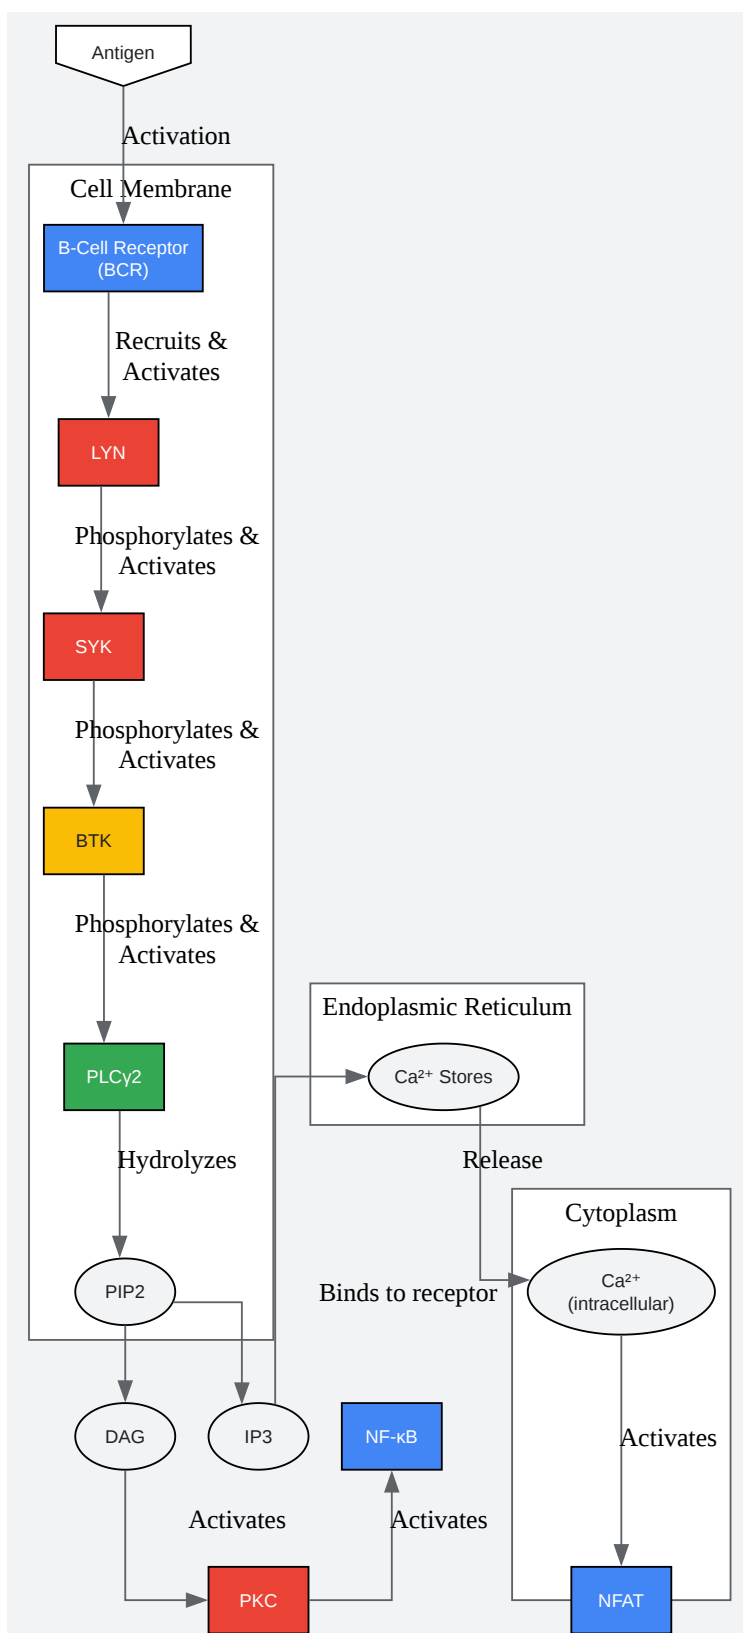 Antigen
Activation
Cell Membrane
B-Cell Receptor
(BCR)
Recruits &
Activates
LYN
Phosphorylates &
Activates
SYK
Phosphorylates &
Activates
BTK
Phosphorylates &
Activates
PLCγ2
Hydrolyzes
PIP2
Endoplasmic Reticulum
Ca²⁺ Stores
Release
Cytoplasm
Ca²⁺
(intracellular)
Binds to receptor
DAG
IP3
NF-κB
Activates
Activates
Activates
PKC
NFAT